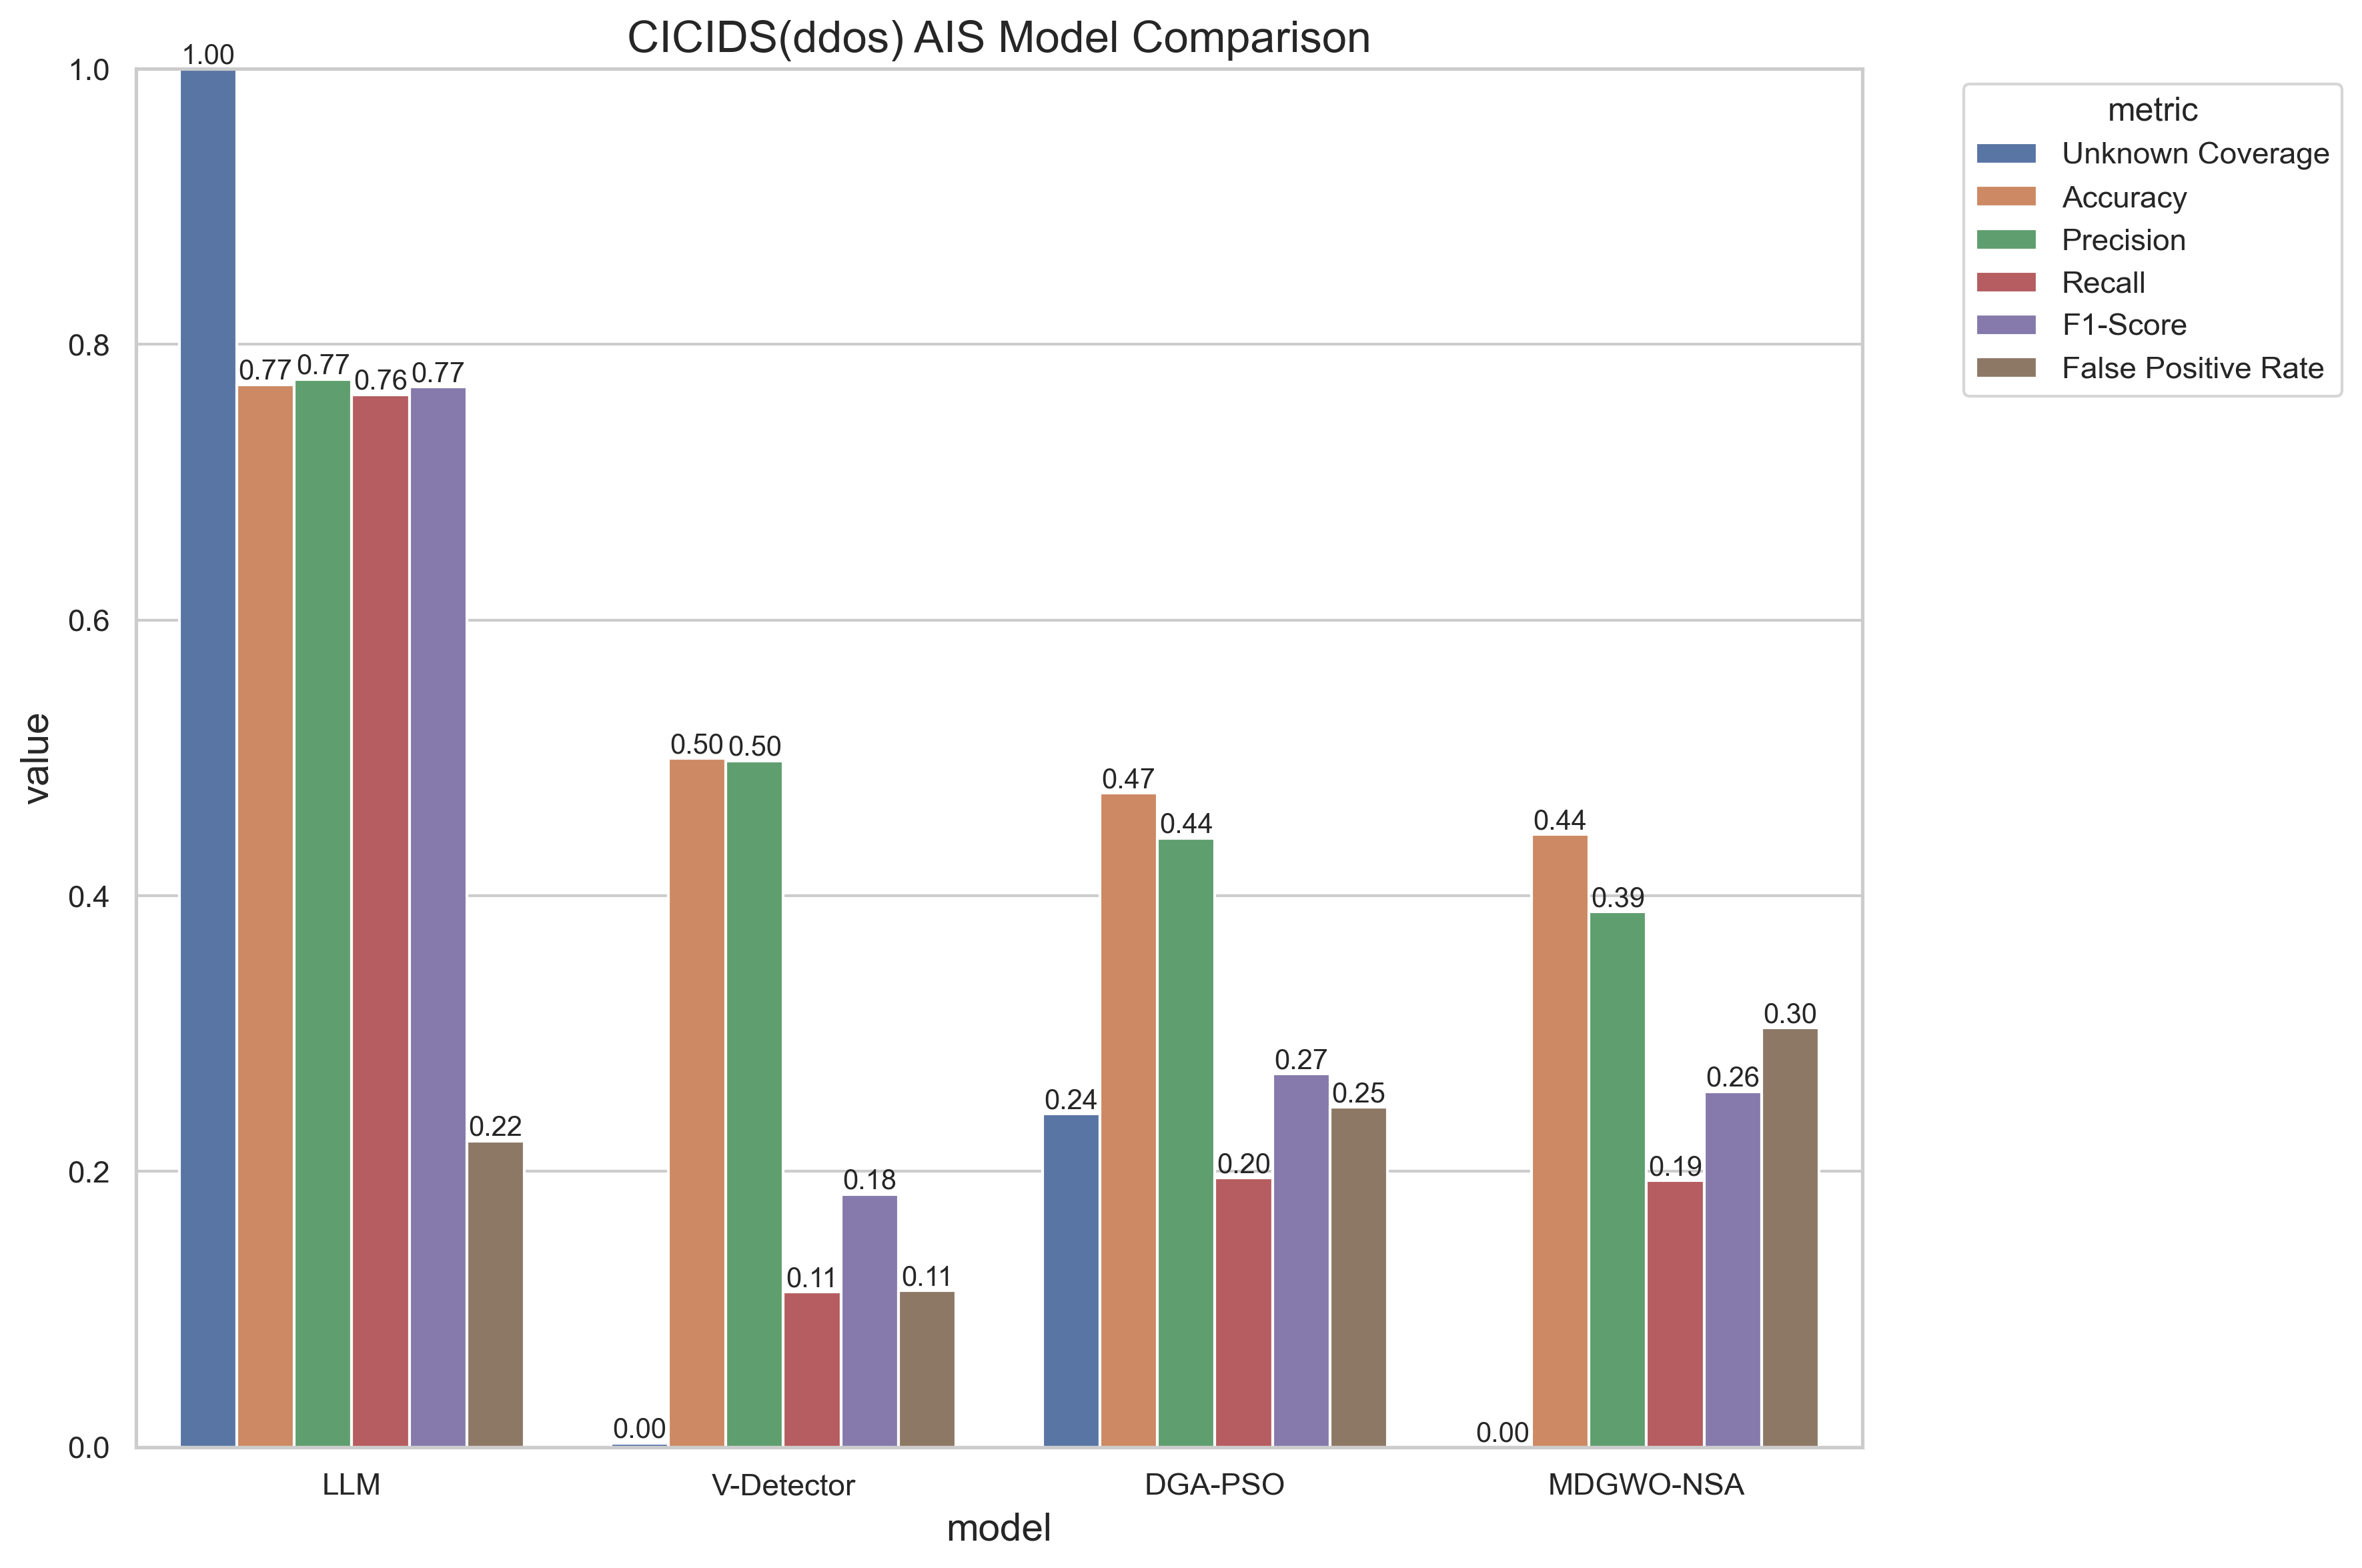 CICIDS(ddos) AIS Model Comparison
metric
Unknown Coverage
Accuracy
Precision
Recall
F1-Score
False Positive Rate
value
1.0
0.8
0.6
0.4
0.2
0.0
1.00
0.77
0.77
0.76
0.77
0.22
0.00
0.50
0.50
0.11
0.18
0.11
0.24
0.47
0.44
0.20
0.27
0.25
0.00
0.44
0.39
0.19
0.26
0.30
LLM
V-Detector
DGA-PSO
MDGWO-NSA
model